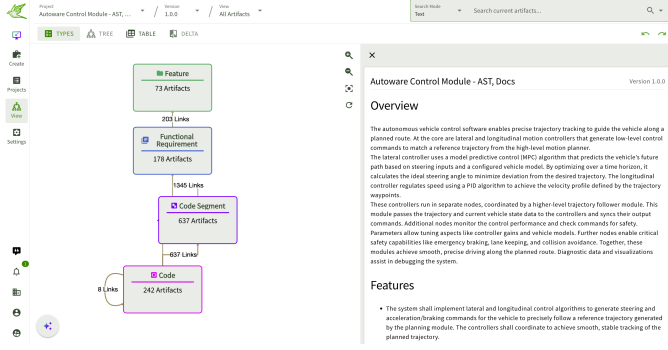 Project
Autoware Control Module - AST, ...
Version
1.0.0
View
All Artifacts
Search Mode
Text
Search current artifacts...
TYPES
TREE
TABLE
DELTA
Create
Projects
View
Settings
Feature
73 Artifacts
203 Links
Functional
Requirement
178 Artifacts
1345 Links
Code Segment
637 Artifacts
637 Links
Code
242 Artifacts
8 Links
Autoware Control Module - AST, Docs
Version 1.0.0
Overview
The autonomous vehicle control software enables precise trajectory tracking to guide the vehicle along a
planned route. At the core are lateral and longitudinal motion controllers that generate low-level control
commands to match a reference trajectory from the high-level motion planner.
The lateral controller uses a model predictive control (MPC) algorithm that predicts the vehicle's future
path based on steering inputs and a configured vehicle model. By optimizing over a time horizon, it
calculates the ideal steering angle to minimize deviation from the desired trajectory. The longitudinal
controller regulates speed using a PID algorithm to achieve the velocity profile defined by the trajectory
waypoints.
These controllers run in separate nodes, coordinated by a higher-level trajectory follower module. This
module passes the trajectory and current vehicle state data to the controllers and syncs their output
commands. Additional nodes monitor the control performance and check commands for safety.
Parameters allow tuning aspects like controller gains and vehicle models. Further nodes enable critical
safety capabilities like emergency braking, lane keeping, and collision avoidance. Together, these
modules achieve smooth, precise driving along the planned route. Diagnostic data and visualizations
assist in debugging the system.
Features
• The system shall implement lateral and longitudinal control algorithms to generate steering and
acceleration/braking commands for the vehicle to precisely follow a reference trajectory generated
by the planning module. The controllers shall coordinate to achieve smooth, stable tracking of the
planned trajectory.